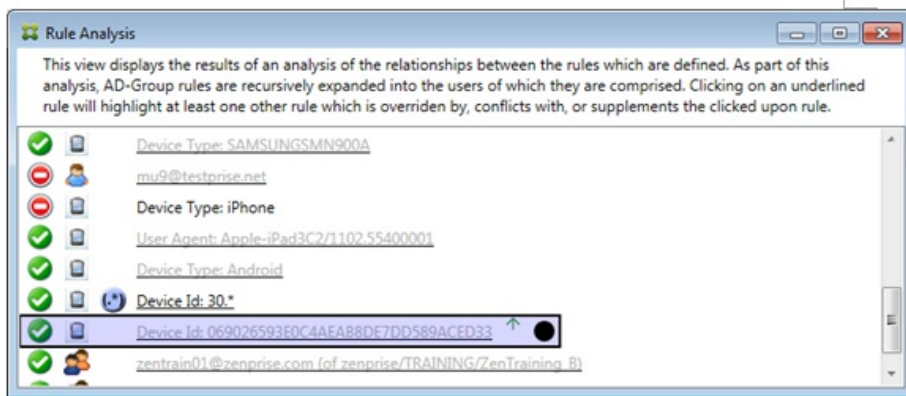 Rule Analysis
This view displays the results of an analysis of the relationships between the rules which are defined. As part of this
analysis, AD-Group rules are recursively expanded into the users of which they are comprised. Clicking on an underlined
rule will highlight at least one other rule which is overriden by, conflicts with, or supplements the clicked upon rule.
Device Type: SAMSUNGSMN900A
mu9@testprise.net
Device Type: iPhone
User Agent: Apple-iPad3C2/1102.55400001
Device Type: Android
(.*) Device Id: 30.*
Device Id: 069026593E0C4AEAB8DE7DD589ACED33
zentrain01@zenprise.com (of zenprise/TRAINING/ZenTraining B)